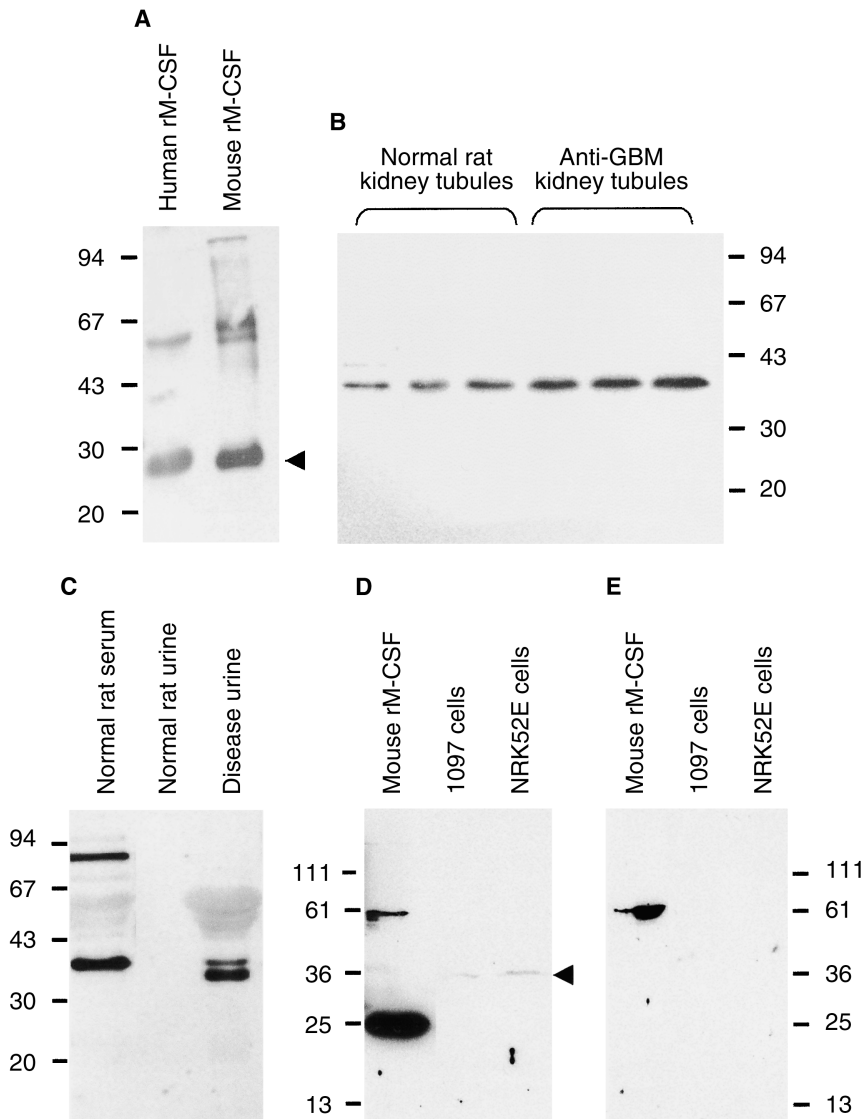 A
Human rM-CSF
Mouse rM-CSF
94
67
43
30
20
B
Normal rat
kidney tubules
Anti-GBM
kidney tubules
94
67
43
30
20
C
Normal rat serum
Normal rat urine
Disease urine
94
67
43
30
20
D
Mouse rM-CSF
1097 cells
NRK52E cells
111
61
36
25
13
E
Mouse rM-CSF
1097 cells
NRK52E cells
111
61
36
25
13